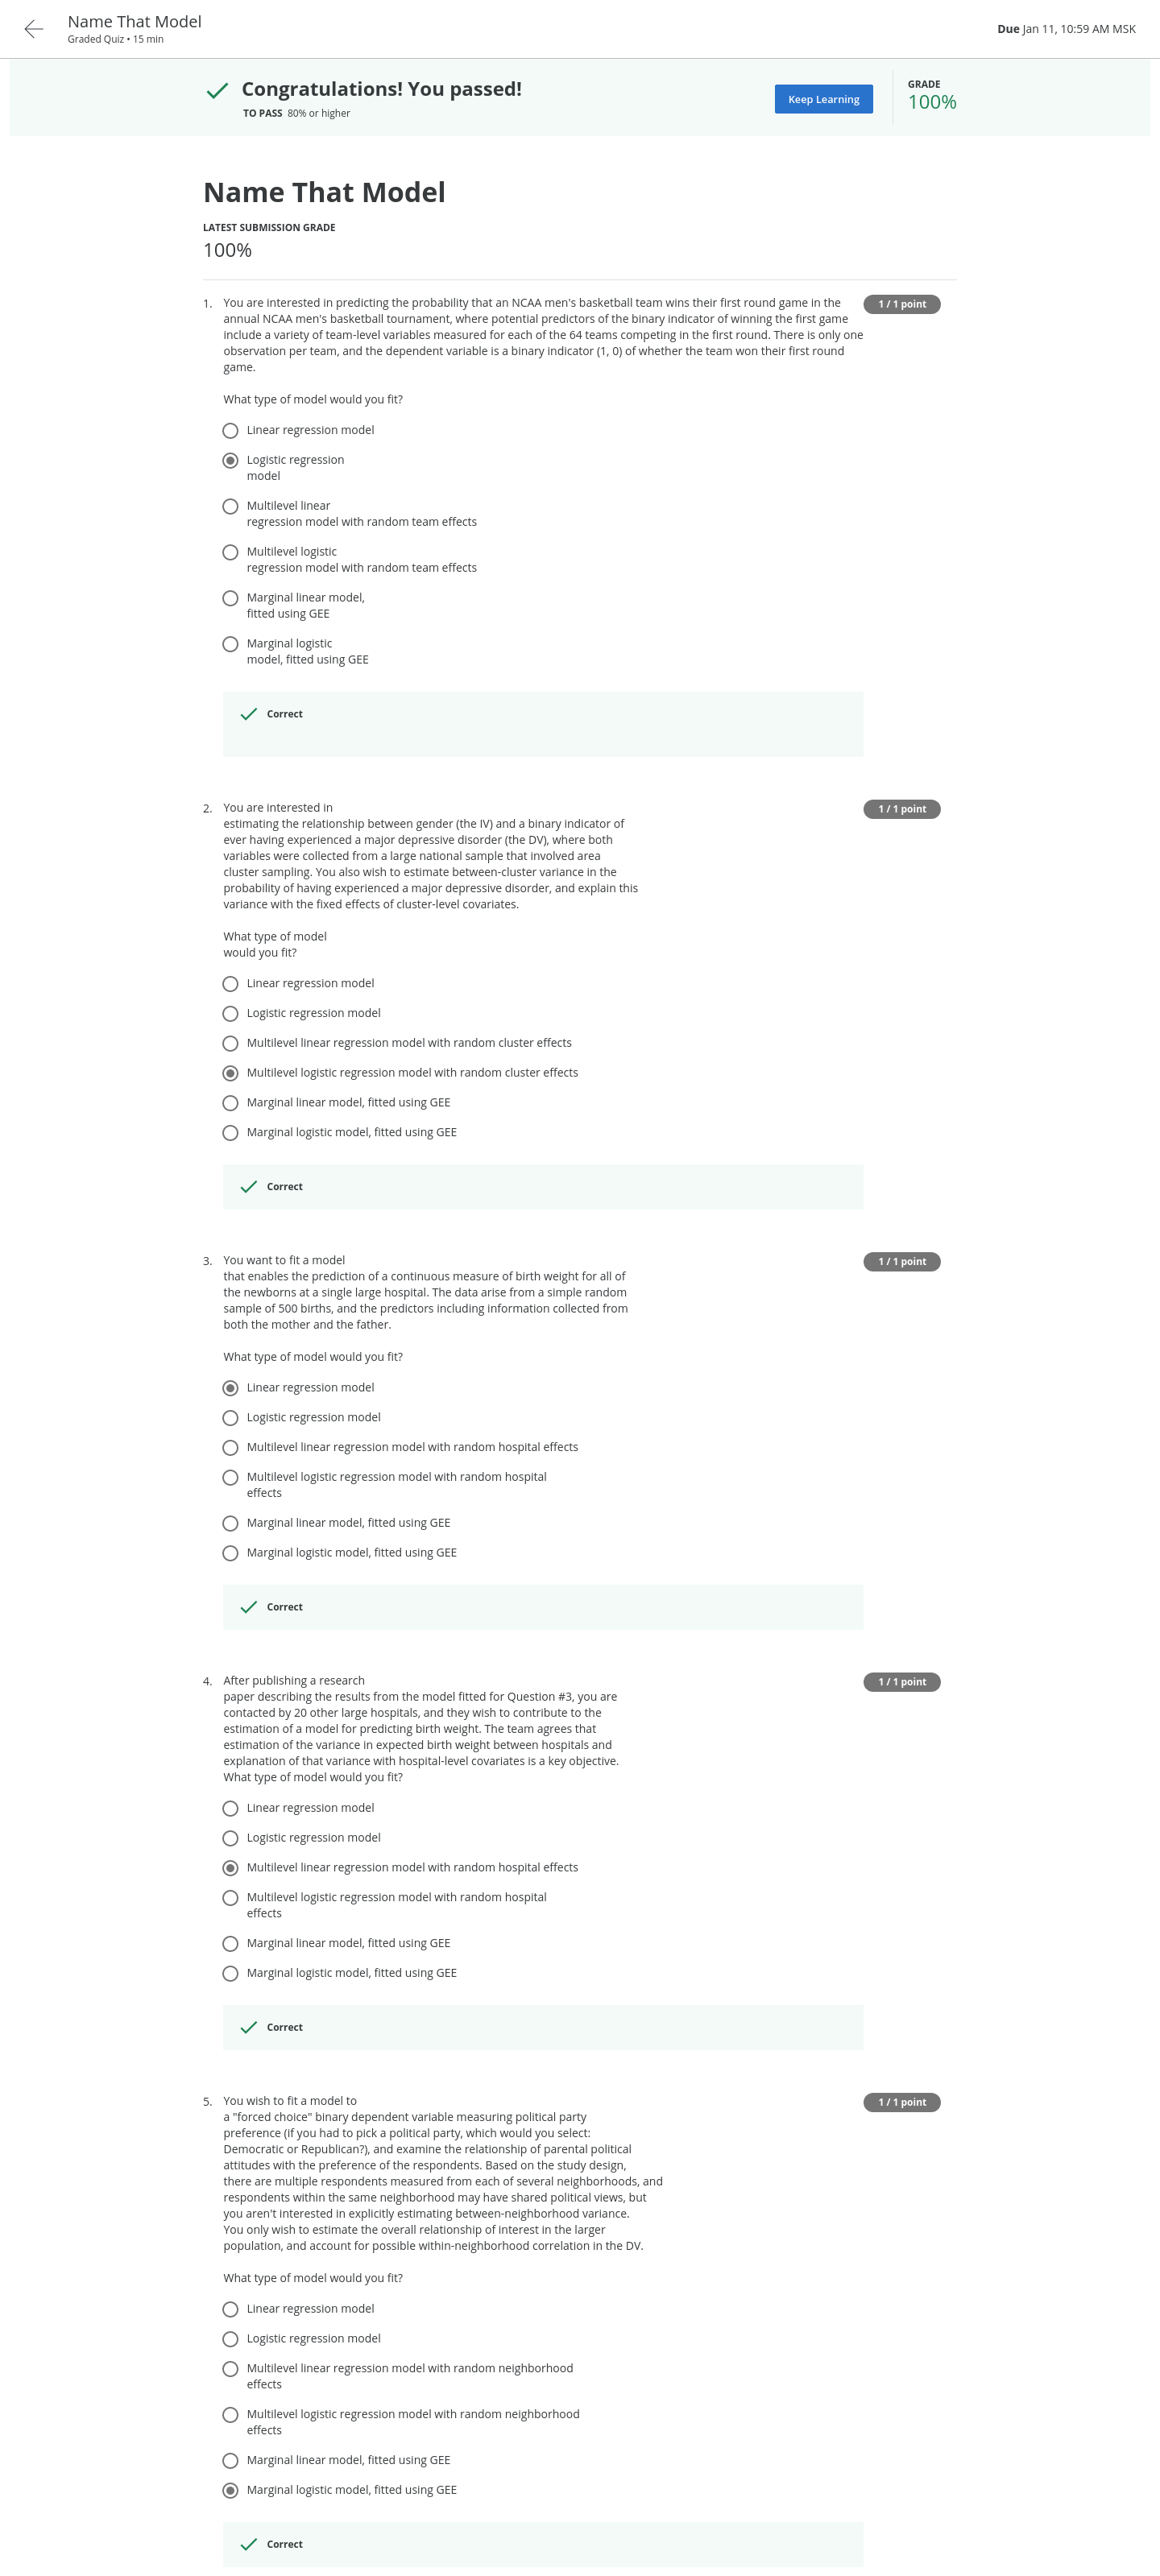 Name That Model
Graded Quiz • 15 min
Due Jan 11, 10:59 AM MSK
Congratulations! You passed!
TO PASS 80% or higher
Keep Learning
GRADE
100%
Name That Model
LATEST SUBMISSION GRADE
100%
1. You are interested in predicting the probability that an NCAA men's basketball team wins their first round game in the
1 / 1 point
annual NCAA men's basketball tournament, where potential predictors of the binary indicator of winning the first game
include a variety of team-level variables measured for each of the 64 teams competing in the first round. There is only one
observation per team, and the dependent variable is a binary indicator (1, 0) of whether the team won their first round
game.
What type of model would you fit?
Linear regression model
Logistic regression
model
Multilevel linear
regression model with random team effects
Multilevel logistic
regression model with random team effects
Marginal linear model,
fitted using GEE
Marginal logistic
model, fitted using GEE
Correct
2. You are interested in
1 / 1 point
estimating the relationship between gender (the IV) and a binary indicator of
ever having experienced a major depressive disorder (the DV), where both
variables were collected from a large national sample that involved area
cluster sampling. You also wish to estimate between-cluster variance in the
probability of having experienced a major depressive disorder, and explain this
variance with the fixed effects of cluster-level covariates.
What type of model
would you fit?
Linear regression model
Logistic regression model
Multilevel linear regression model with random cluster effects
Multilevel logistic regression model with random cluster effects
Marginal linear model, fitted using GEE
Marginal logistic model, fitted using GEE
Correct
3. You want to fit a model
1 / 1 point
that enables the prediction of a continuous measure of birth weight for all of
the newborns at a single large hospital. The data arise from a simple random
sample of 500 births, and the predictors including information collected from
both the mother and the father.
What type of model would you fit?
Linear regression model
Logistic regression model
Multilevel linear regression model with random hospital effects
Multilevel logistic regression model with random hospital
effects
Marginal linear model, fitted using GEE
Marginal logistic model, fitted using GEE
Correct
4. After publishing a research
1 / 1 point
paper describing the results from the model fitted for Question #3, you are
contacted by 20 other large hospitals, and they wish to contribute to the
estimation of a model for predicting birth weight. The team agrees that
estimation of the variance in expected birth weight between hospitals and
explanation of that variance with hospital-level covariates is a key objective.
What type of model would you fit?
Linear regression model
Logistic regression model
Multilevel linear regression model with random hospital effects
Multilevel logistic regression model with random hospital
effects
Marginal linear model, fitted using GEE
Marginal logistic model, fitted using GEE
Correct
5. You wish to fit a model to
1 / 1 point
a "forced choice" binary dependent variable measuring political party
preference (if you had to pick a political party, which would you select:
Democratic or Republican?), and examine the relationship of parental political
attitudes with the preference of the respondents. Based on the study design,
there are multiple respondents measured from each of several neighborhoods, and
respondents within the same neighborhood may have shared political views, but
you aren't interested in explicitly estimating between-neighborhood variance.
You only wish to estimate the overall relationship of interest in the larger
population, and account for possible within-neighborhood correlation in the DV.
What type of model would you fit?
Linear regression model
Logistic regression model
Multilevel linear regression model with random neighborhood
effects
Multilevel logistic regression model with random neighborhood
effects
Marginal linear model, fitted using GEE
Marginal logistic model, fitted using GEE
Correct